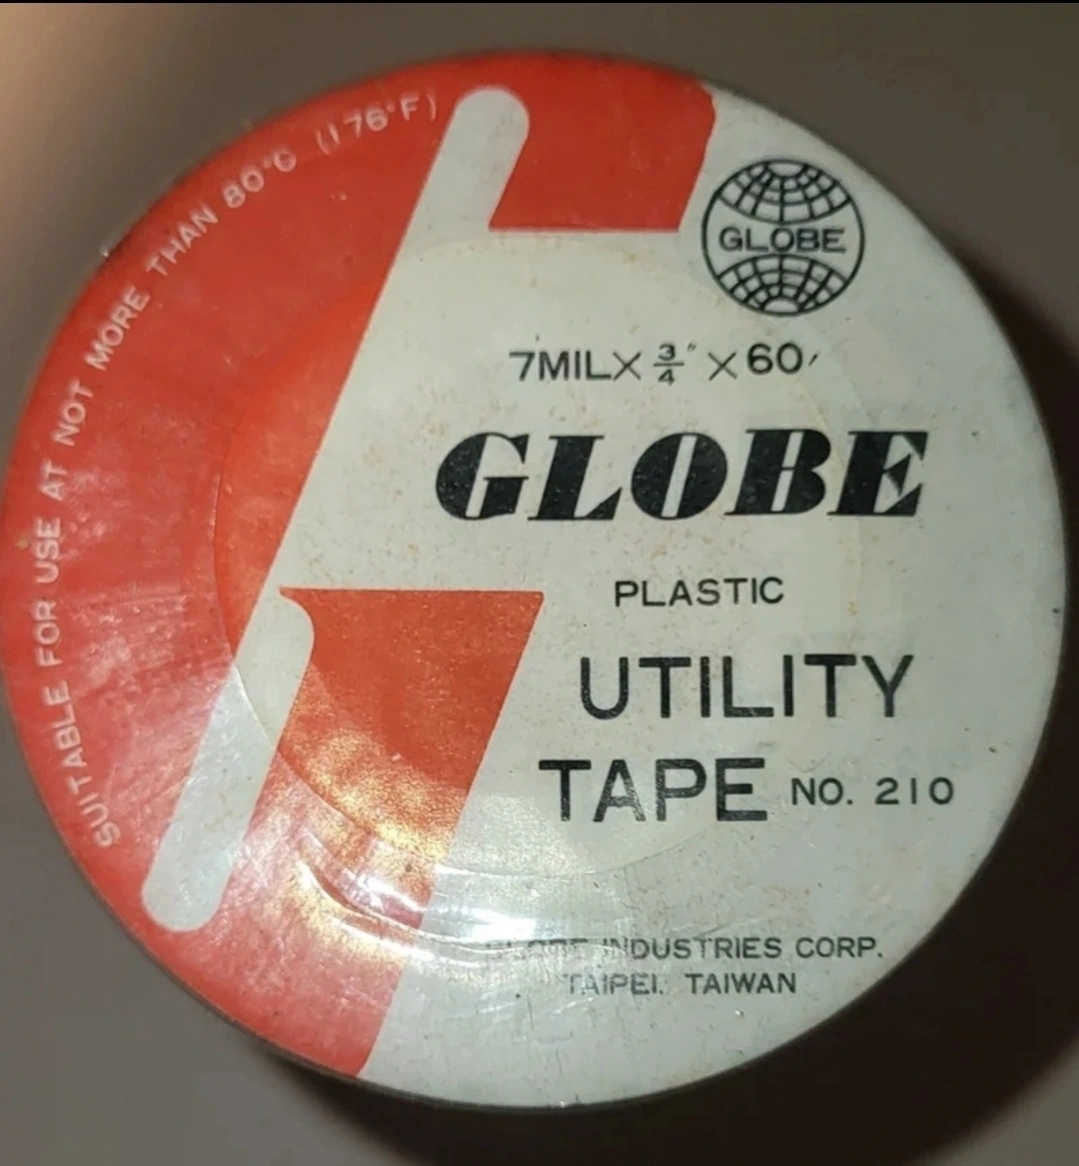 SUITABLE FOR USE AT NOT MORE THAN 80°C (176°F)
GLOBE
7MIL X 3/4" X 60'
GLOBE
PLASTIC
UTILITY
TAPE NO. 210
GLOBE INDUSTRIES CORP.
TAIPEI. TAIWAN